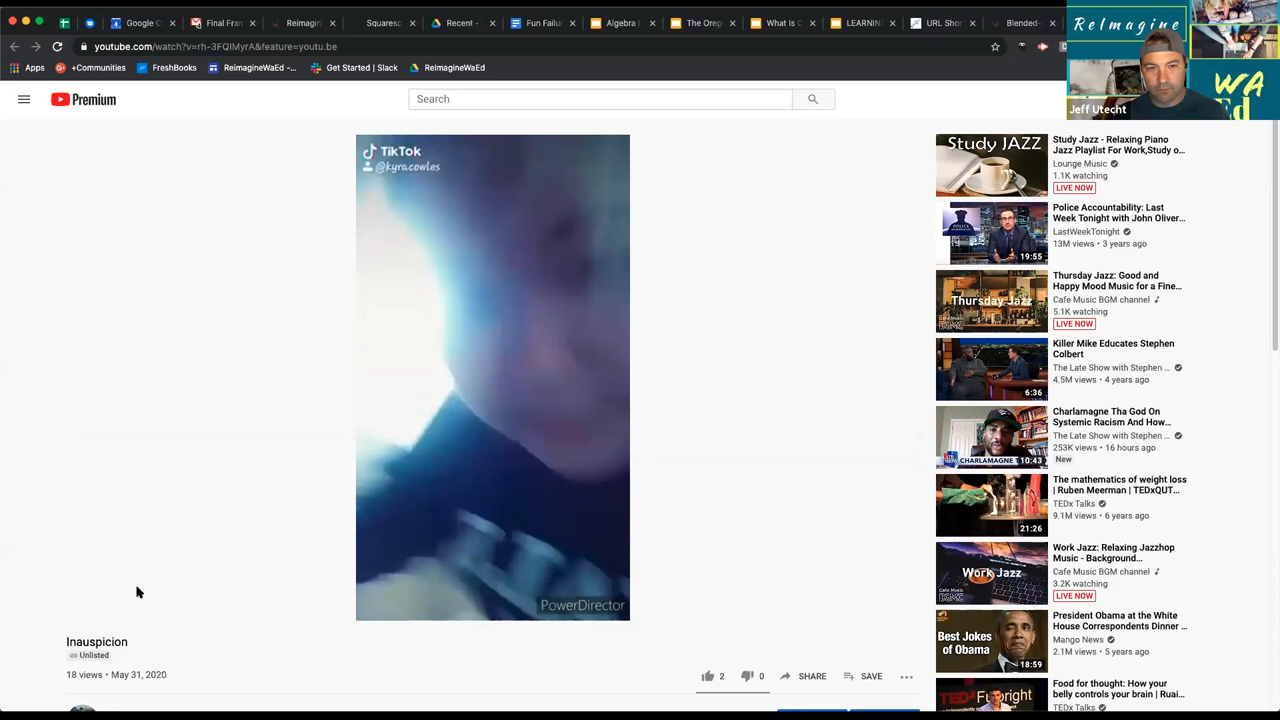 Google C
Final Fran
Reimagin
Squaresp
Recent -
Fun Fallu
Algebra I
The Oreg
What Is C
LEARNING
URL Sho
Blended-
youtube.com/watch?v=rh-3FQIMyrA&feature=youtu.be
Apps
+Communities
FreshBooks
ReimagineWaEd -...
Get Started | Slack
ReImagineWaEd
ReImagine
WA
Ed
Jeff Utecht
Premium
Search
TikTok
@kyra.cowles
PowerDirector
Inauspicion
Unlisted
18 views • May 31, 2020
2
0
SHARE
SAVE
Study JAZZ
Study Jazz - Relaxing Piano
Jazz Playlist For Work,Study o...
Lounge Music
1.1K watching
LIVE NOW
POLICE
19:55
Police Accountability: Last
Week Tonight with John Oliver...
LastWeekTonight
13M views • 3 years ago
Thursday Jazz
Thursday Jazz: Good and
Happy Mood Music for a Fine...
Cafe Music BGM channel
5.1K watching
LIVE NOW
6:36
Killer Mike Educates Stephen
Colbert
The Late Show with Stephen ...
4.5M views • 4 years ago
CHARLAMAGNE T
10:43
Charlamagne Tha God On
Systemic Racism And How...
The Late Show with Stephen ...
253K views • 16 hours ago
New
21:26
The mathematics of weight loss
| Ruben Meerman | TEDxQUT...
TEDx Talks
9.1M views • 6 years ago
Work Jazz
Work Jazz: Relaxing Jazzhop
Music - Background...
Cafe Music BGM channel
3.2K watching
LIVE NOW
Best Jokes
of Obama
18:59
President Obama at the White
House Correspondents Dinner ...
Mango News
2.1M views • 5 years ago
TEDx
Food for thought: How your
belly controls your brain | Ruai...
TEDx Talks